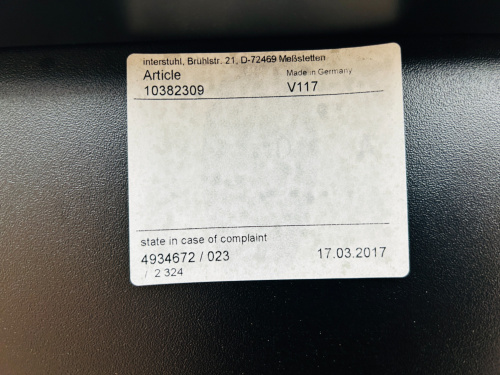 interstuhl, Brühlstr. 21, D-72469 Meßstetten
Article Made in Germany
10382309 V117
state in case of complaint
4934672 / 023 17.03.2017
/ 2 324